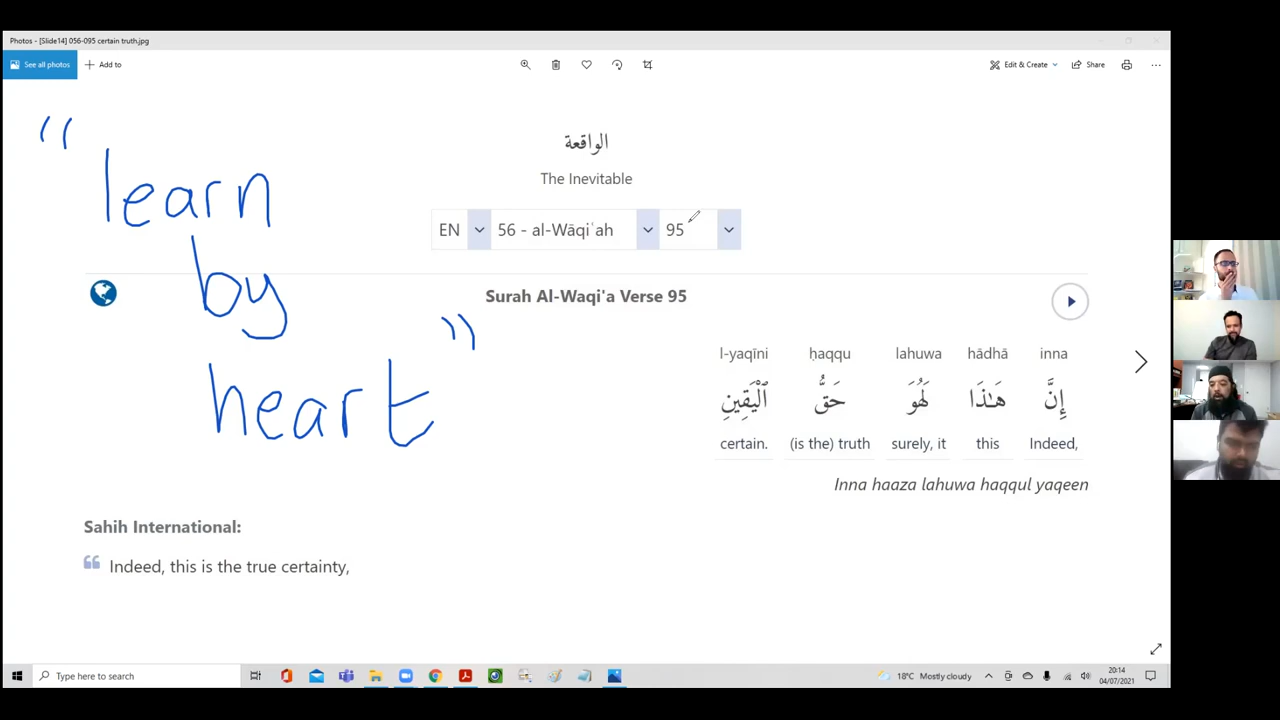 Photos - [Slide14] 056-095 certain truth.jpg
See all photos
Add to
Edit & Create
Share
"learn
by
heart"
الواقعة
The Inevitable
EN
56 - al-Wāqiʿah
95
Surah Al-Waqi'a Verse 95
l-yaqīni ḥaqqu lahuwa hādhā inna
إِنَّ هَـٰذَا لَهُوَ حَقُّ ٱلْيَقِينِ
certain. (is the) truth surely, it this Indeed,
Inna haaza lahuwa haqqul yaqeen
Sahih International:
Indeed, this is the true certainty,
Type here to search
18°C Mostly cloudy
20:14
04/07/2021